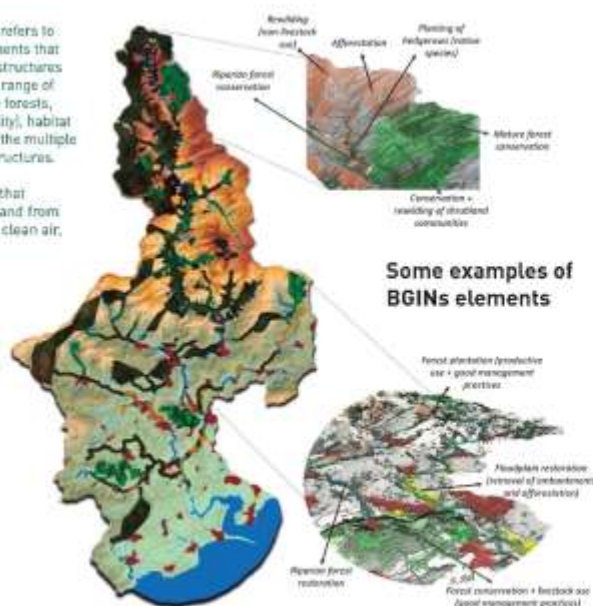 refers to
ments that
structures
range of
forests,
ity), habitat
the multiple
ructures.
that
and from
clean air,
Rewilding
(non-livestock
use)
Afforestation
Planting of
hedgerows (native
species)
Riparian forest
conservation
Mature forest
conservation
Conservation +
rewilding of shrubland
communities
Some examples of
BGINs elements
Forest plantation (productive
use + good management
practices
Floodplain restoration
(removal of embankments
and afforestation)
Riparian forest
restoration
Forest conservation + livestock use
(good management practices)